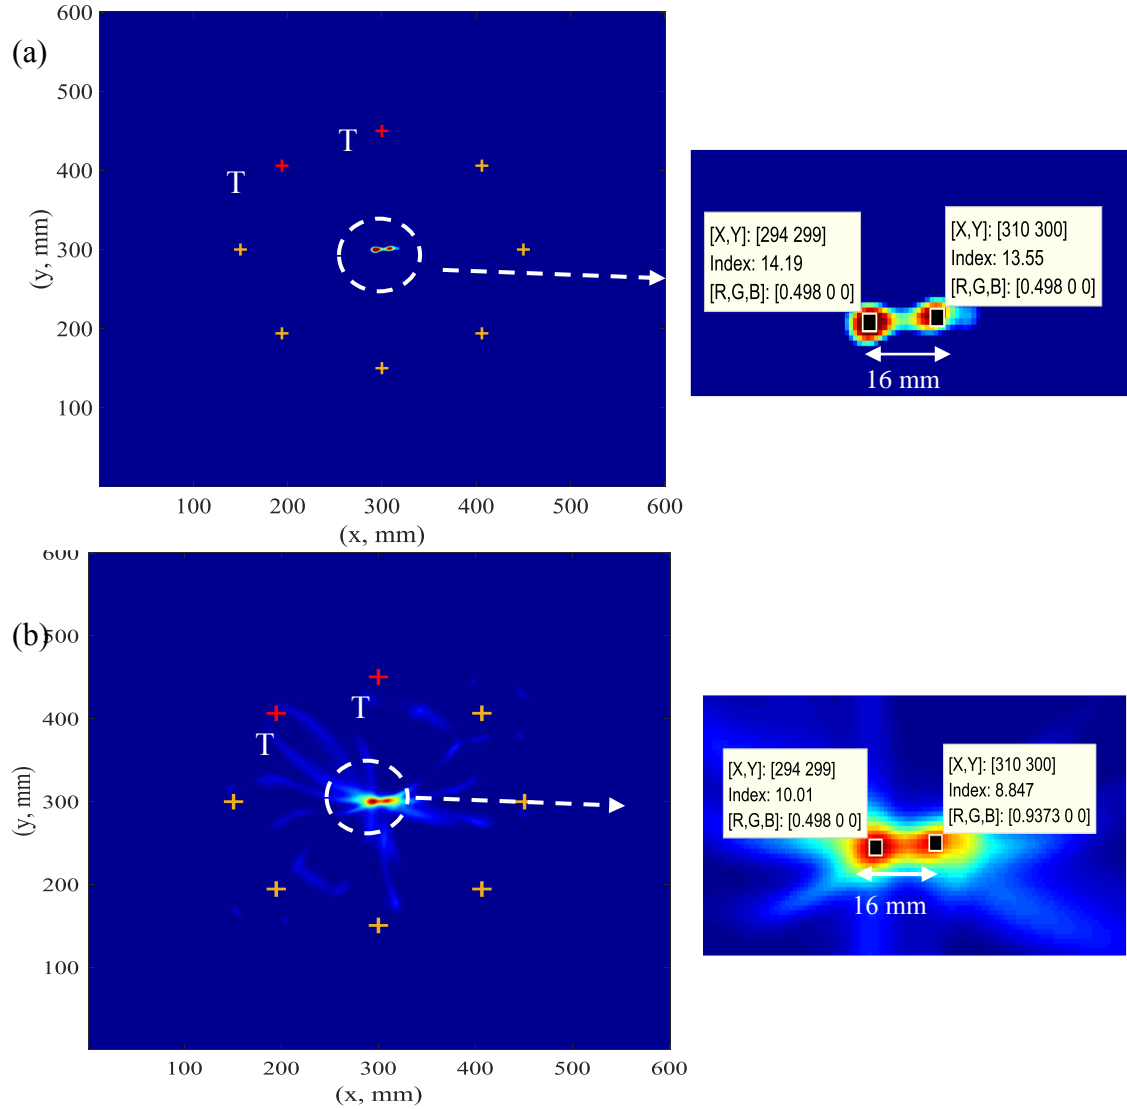 (a)
600
500
400
300
200
100
(y, mm)
T
T
100 200 300 400 500 600
(x, mm)
[X,Y]: [294 299]
Index: 14.19
[R,G,B]: [0.498 0 0]
[X,Y]: [310 300]
Index: 13.55
[R,G,B]: [0.498 0 0]
16 mm
(b)
600
500
400
300
200
100
(y, mm)
T
T
100 200 300 400 500 600
(x, mm)
[X,Y]: [294 299]
Index: 10.01
[R,G,B]: [0.498 0 0]
[X,Y]: [310 300]
Index: 8.847
[R,G,B]: [0.9373 0 0]
16 mm